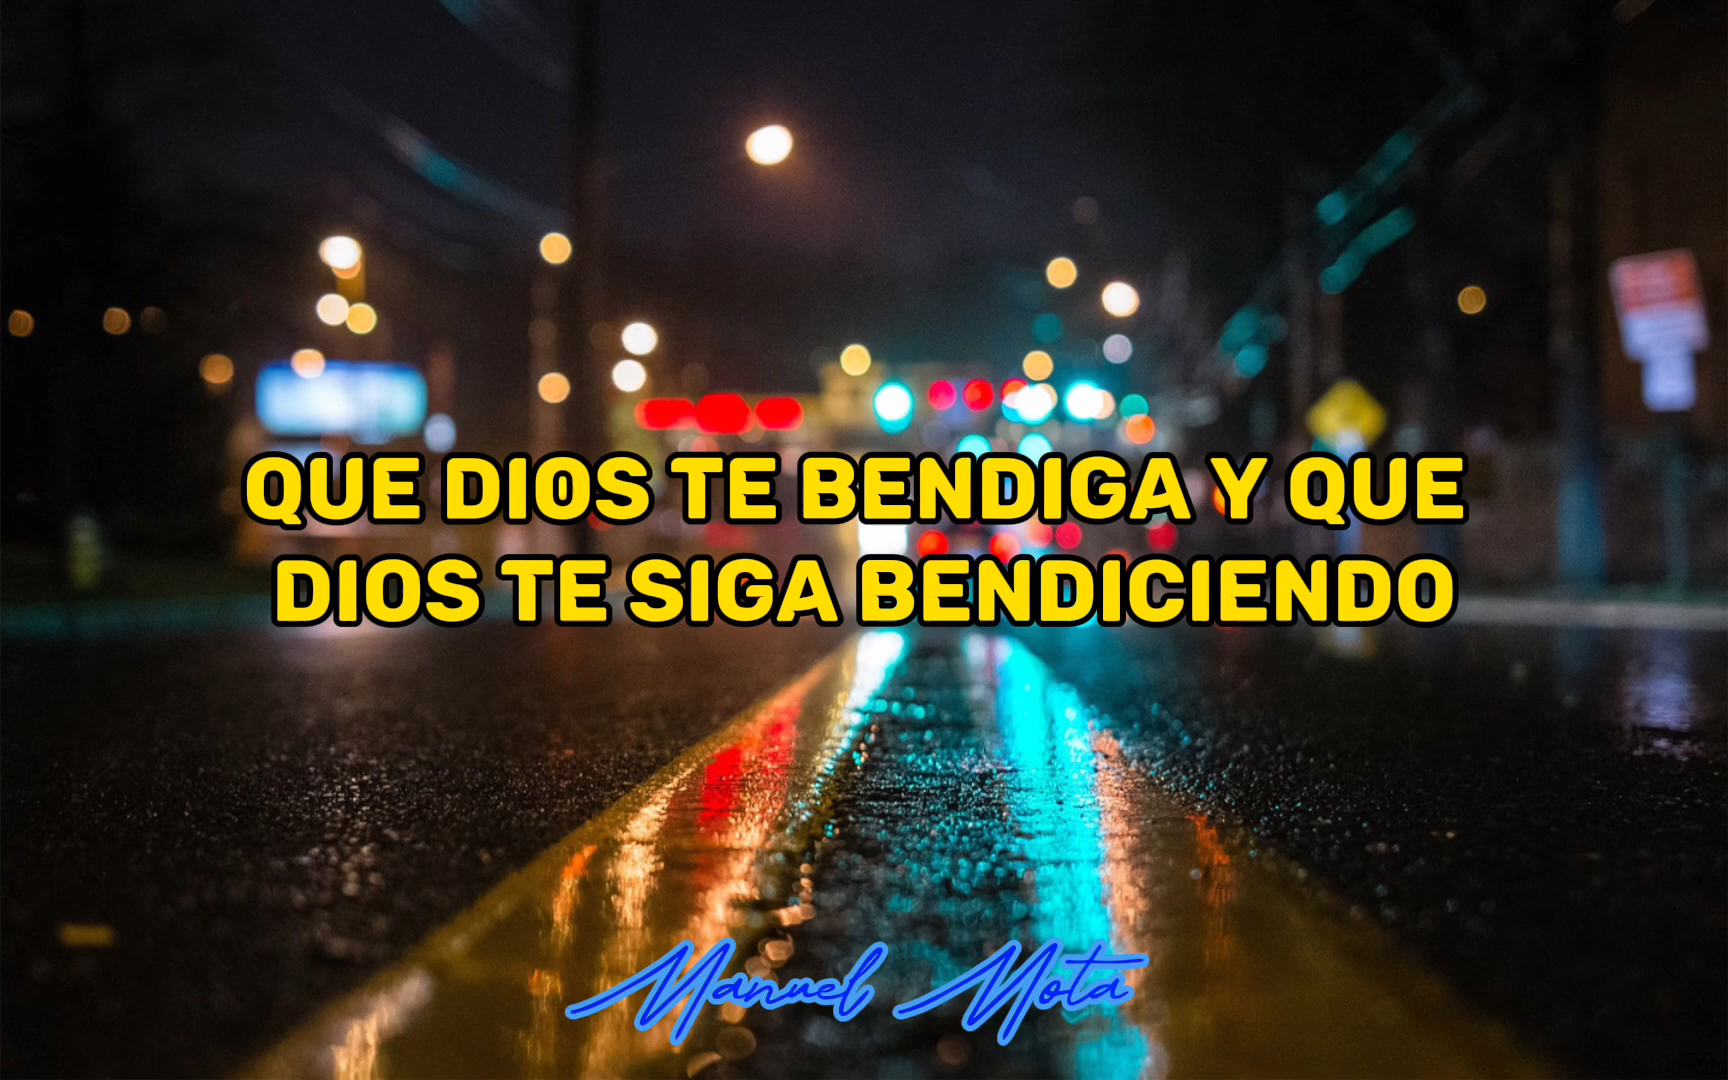 QUE DIOS TE BENDIGA Y QUE
DIOS TE SIGA BENDICIENDO
Manuel Mota